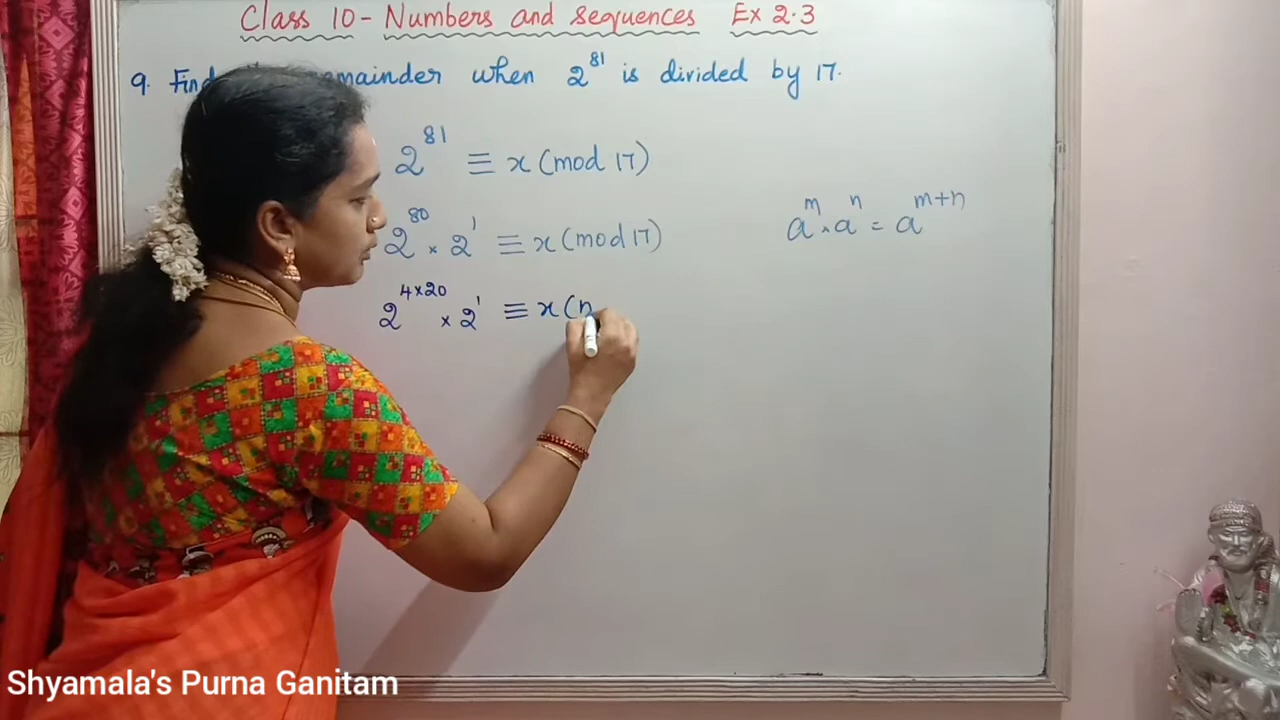 Class 10 - Numbers and Sequences Ex 2.3
9. Find remainder when 2^81 is divided by 17.
2^81 ≡ x (mod 17)
2^80 × 2^1 ≡ x (mod 17)
a^m × a^n = a^m+n
2^4×20 × 2^1 ≡ x (
Shyamala's Purna Ganitam